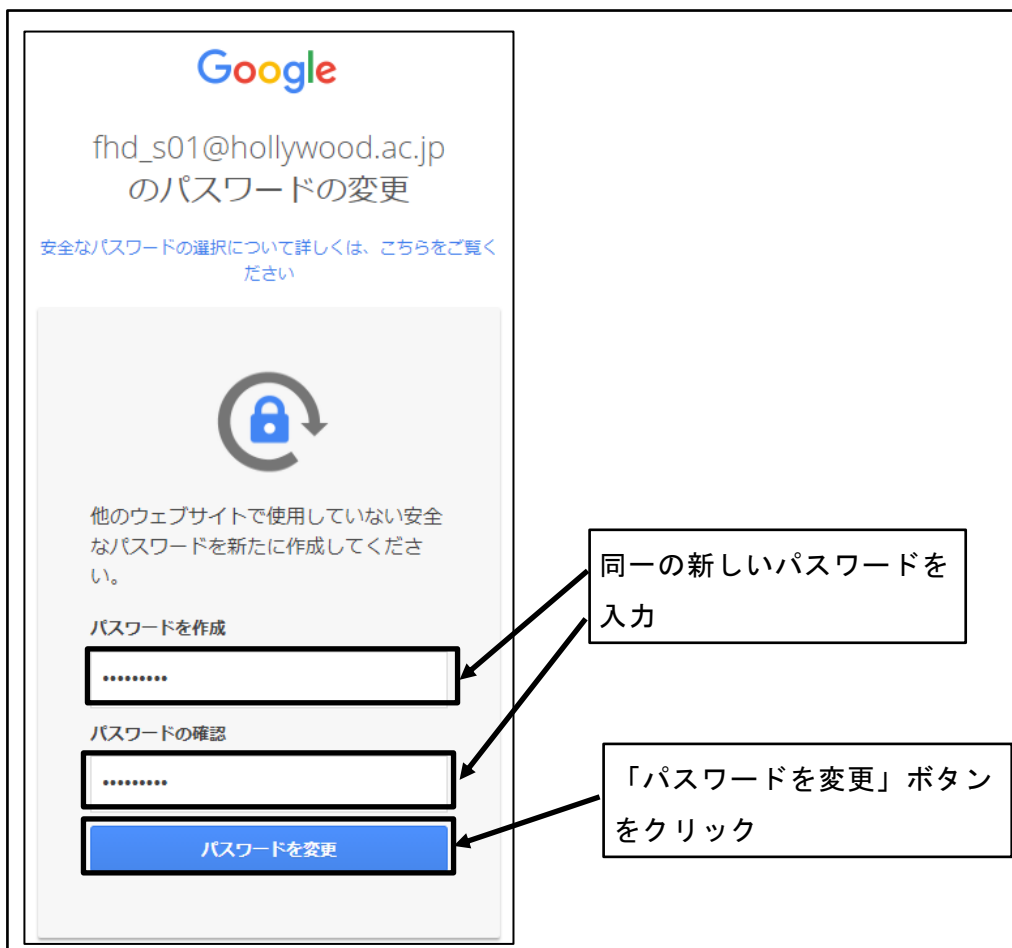 Google
fhd_s01@hollywood.ac.jp
のパスワードの変更
安全なパスワードの選択について詳しくは、こちらをご覧く
ださい
他のウェブサイトで使用していない安全
なパスワードを新たに作成してくださ
い。
パスワードを作成
•••••••••
パスワードの確認
•••••••••
パスワードを変更
同一の新しいパスワードを
入力
「パスワードを変更」ボタン
をクリック